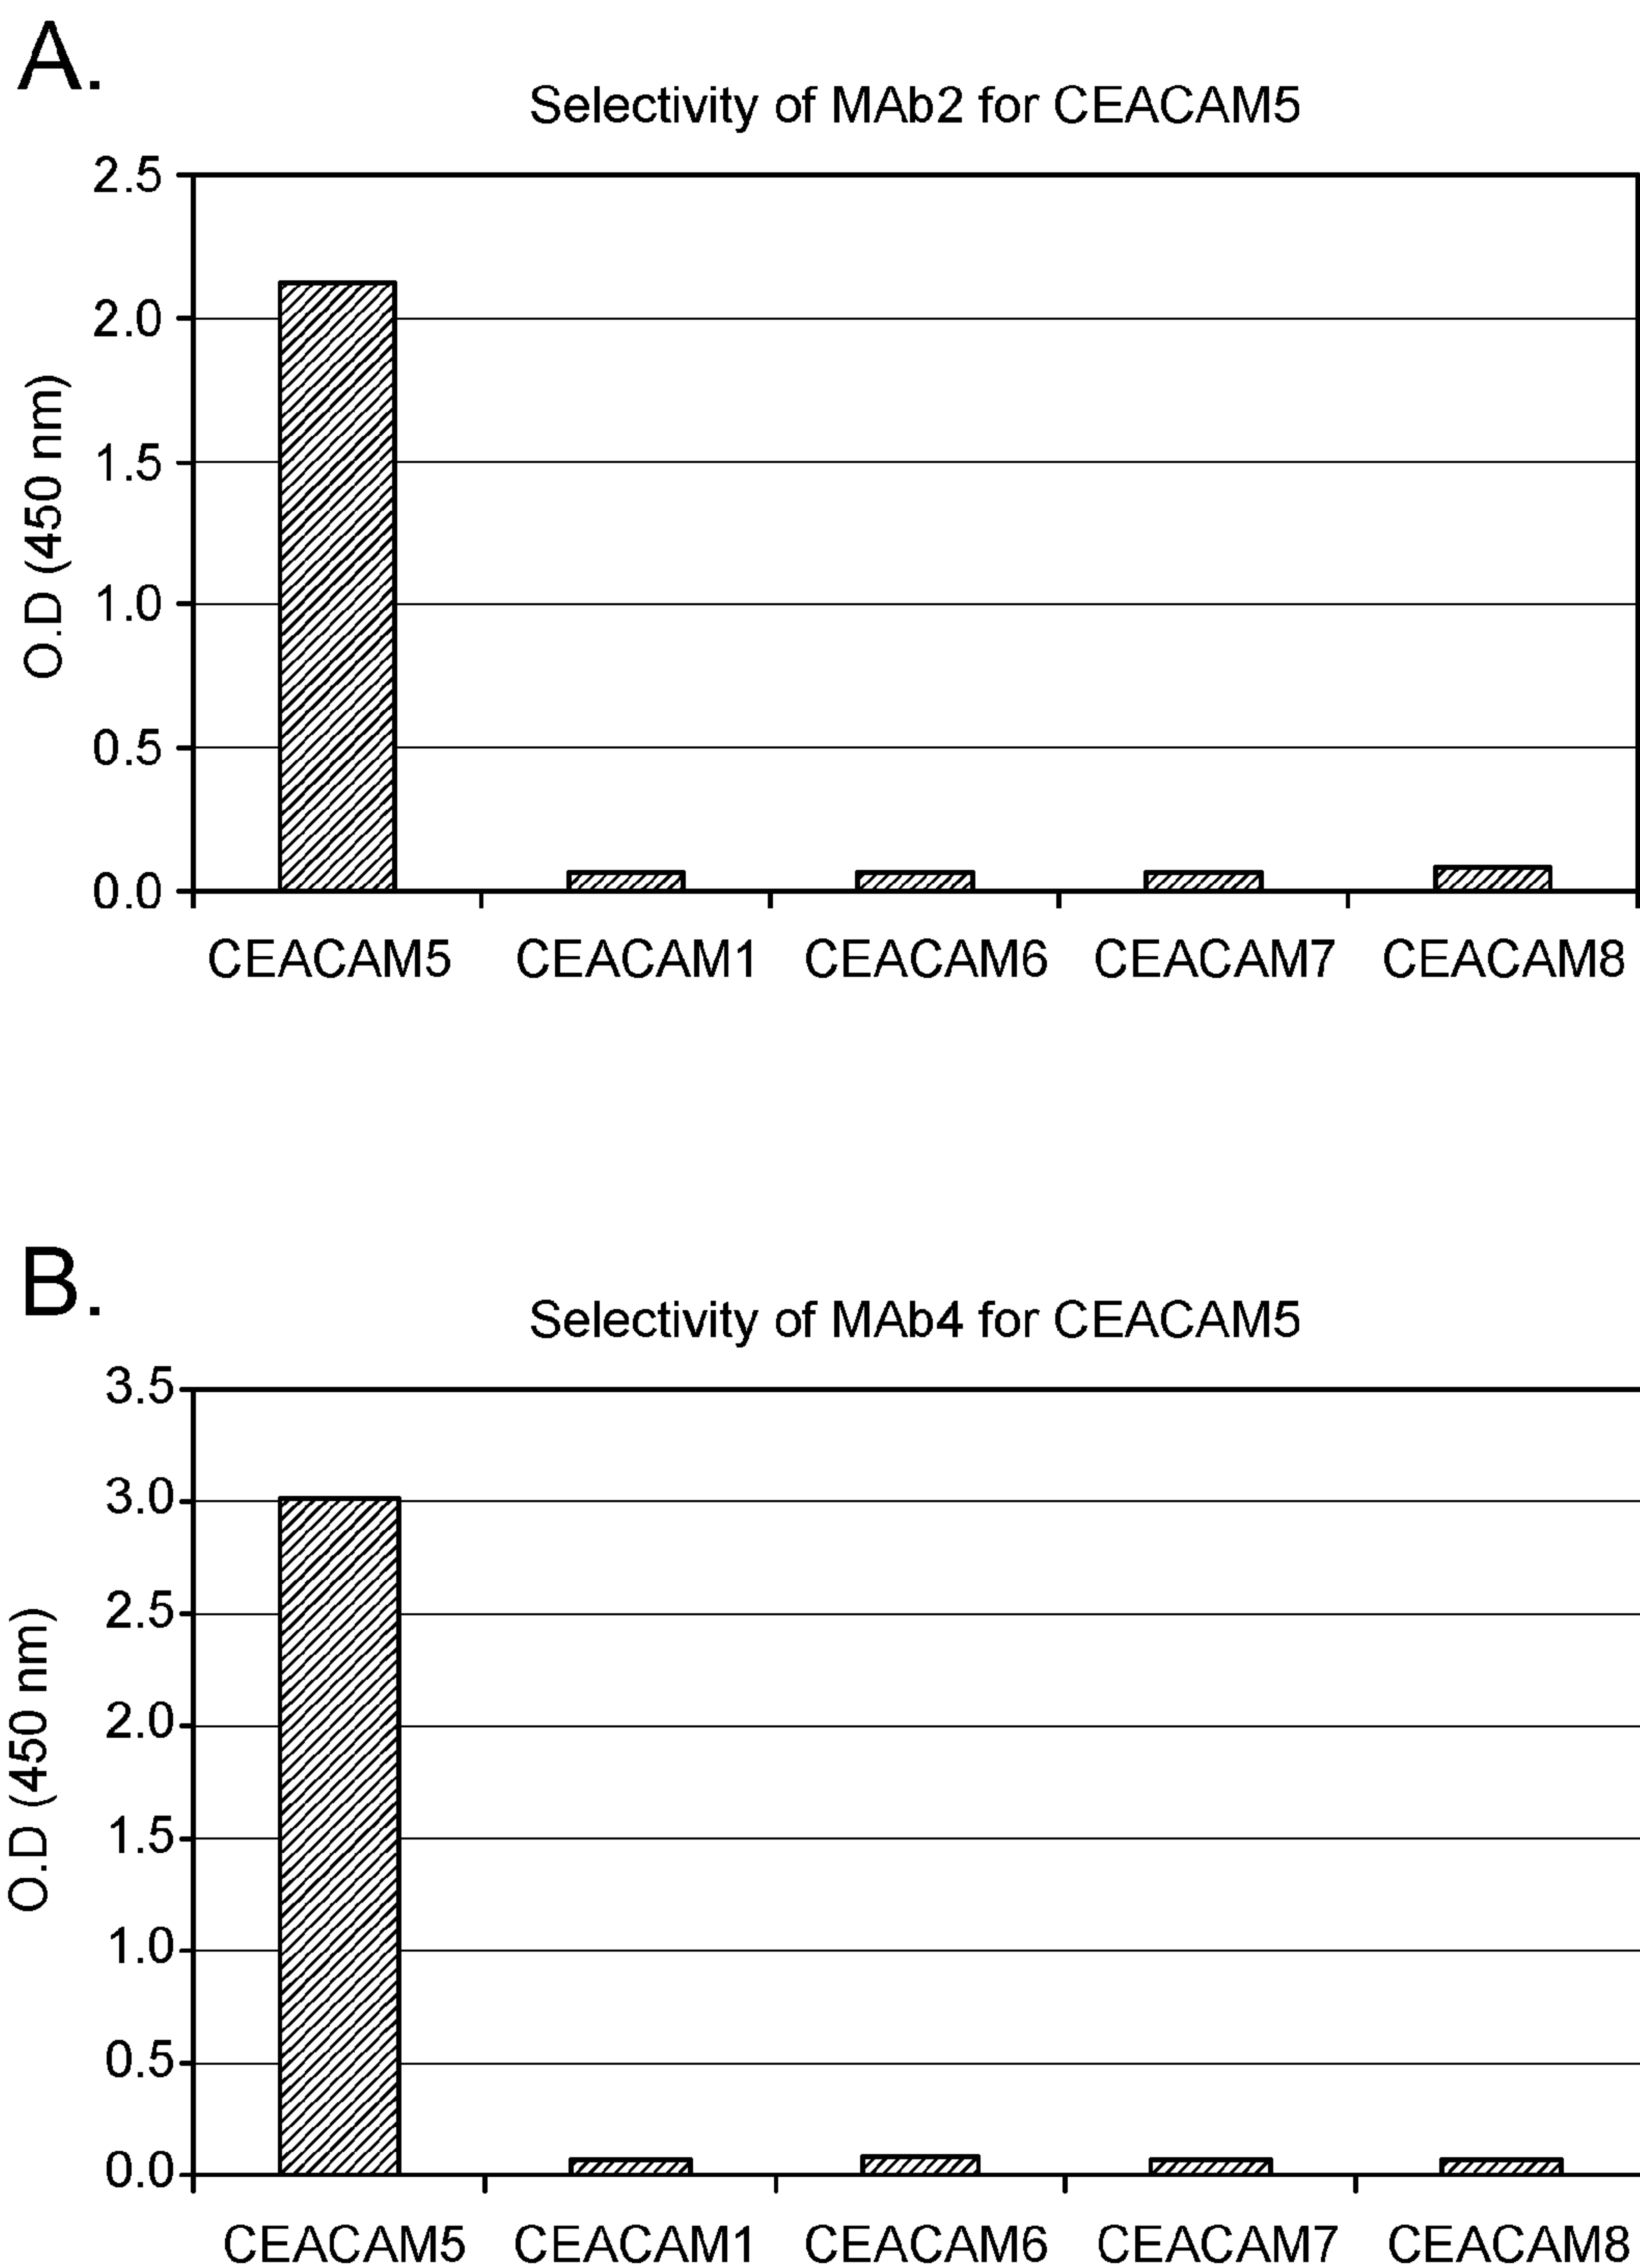 A.
Selectivity of MAb2 for CEACAM5
2.5
2.0
1.5
1.0
0.5
0.0
O.D (450 nm)
CEACAM5 CEACAM1 CEACAM6 CEACAM7 CEACAM8
B.
Selectivity of MAb4 for CEACAM5
3.5
3.0
2.5
2.0
1.5
1.0
0.5
0.0
O.D (450 nm)
CEACAM5 CEACAM1 CEACAM6 CEACAM7 CEACAM8